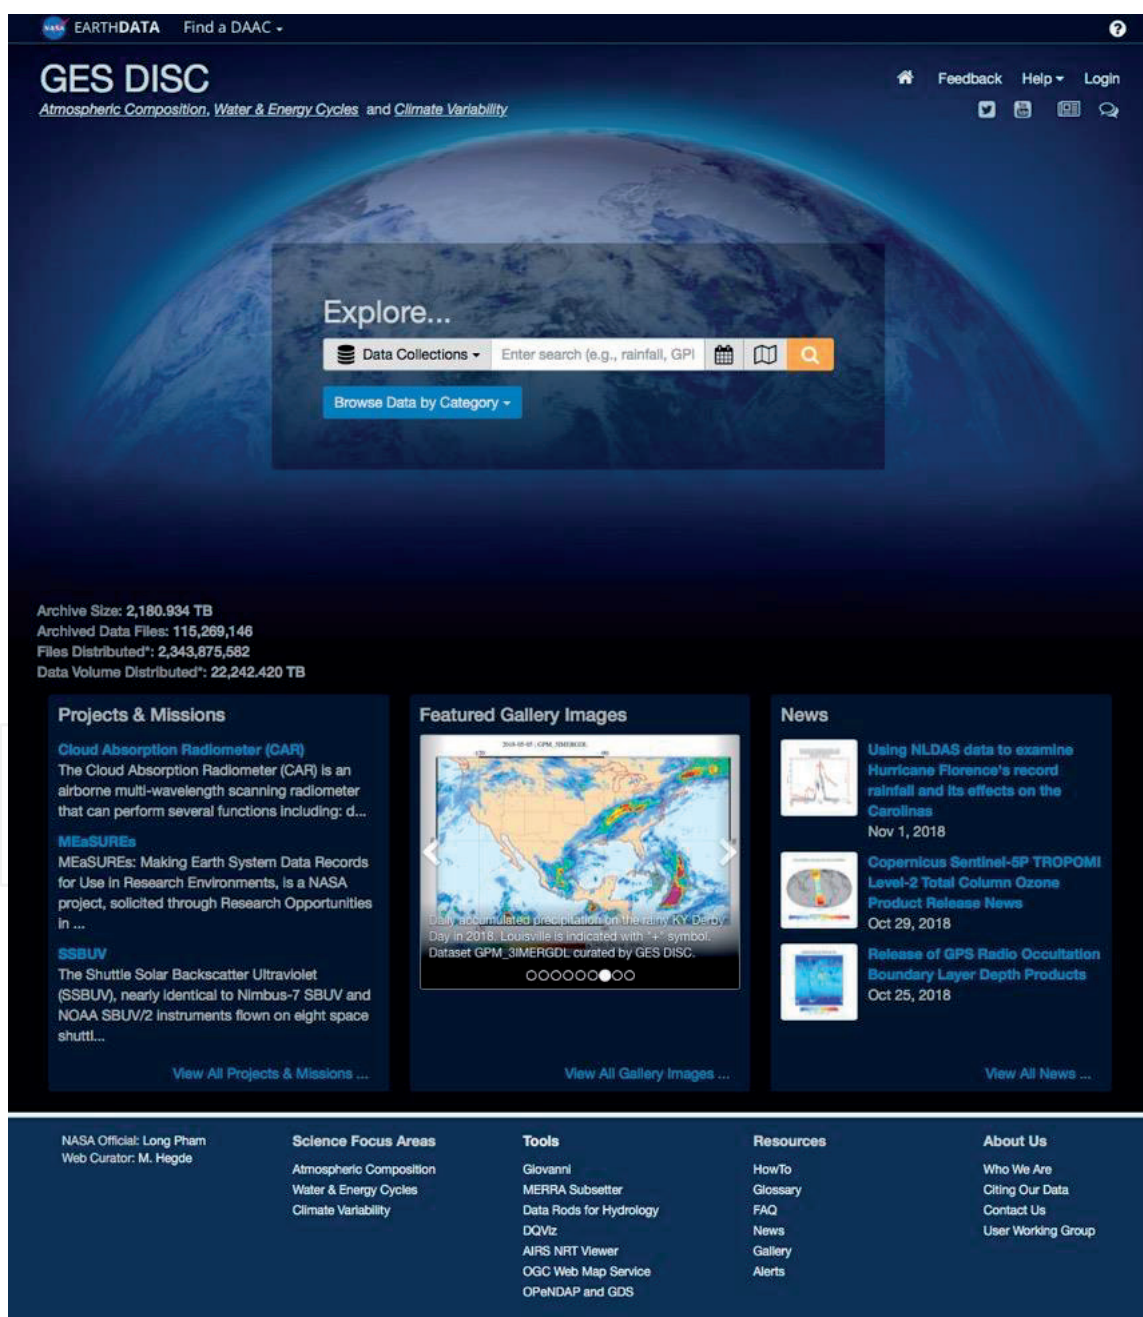 NASA EARTHDATA Find a DAAC
GES DISC
Atmospheric Composition, Water & Energy Cycles and Climate Variability
Feedback Help Login
Explore...
Data Collections Enter search (e.g., rainfall, GPI
Browse Data by Category
Archive Size: 2,180.934 TB
Archived Data Files: 115,269,146
Files Distributed*: 2,343,875,582
Data Volume Distributed*: 22,242.420 TB
Projects & Missions
Cloud Absorption Radiometer (CAR)
The Cloud Absorption Radiometer (CAR) is an
airborne multi-wavelength scanning radiometer
that can perform several functions including: d...
MEaSUREs
MEaSUREs: Making Earth System Data Records
for Use in Research Environments, is a NASA
project, solicited through Research Opportunities
in ...
SSBUV
The Shuttle Solar Backscatter Ultraviolet
(SSBUV), nearly identical to Nimbus-7 SBUV and
NOAA SBUV/2 instruments flown on eight space
shuttl...
View All Projects & Missions ...
Featured Gallery Images
2018-05-05 | GPM_3IMERGDL
Daily accumulated precipitation on the rainy KY Derby
Day in 2018. Louisville is indicated with "+" symbol.
Dataset GPM_3IMERGDL curated by GES DISC.
View All Gallery Images ...
News
Using NLDAS data to examine
Hurricane Florence's record
rainfall and its effects on the
Carolinas
Nov 1, 2018
Copernicus Sentinel-5P TROPOMI
Level-2 Total Column Ozone
Product Release News
Oct 29, 2018
Release of GPS Radio Occultation
Boundary Layer Depth Products
Oct 25, 2018
View All News ...
NASA Official: Long Pham
Web Curator: M. Hegde
Science Focus Areas
Atmospheric Composition
Water & Energy Cycles
Climate Variability
Tools
Giovanni
MERRA Subsetter
Data Rods for Hydrology
DQViz
AIRS NRT Viewer
OGC Web Map Service
OPeNDAP and GDS
Resources
HowTo
Glossary
FAQ
News
Gallery
Alerts
About Us
Who We Are
Citing Our Data
Contact Us
User Working Group